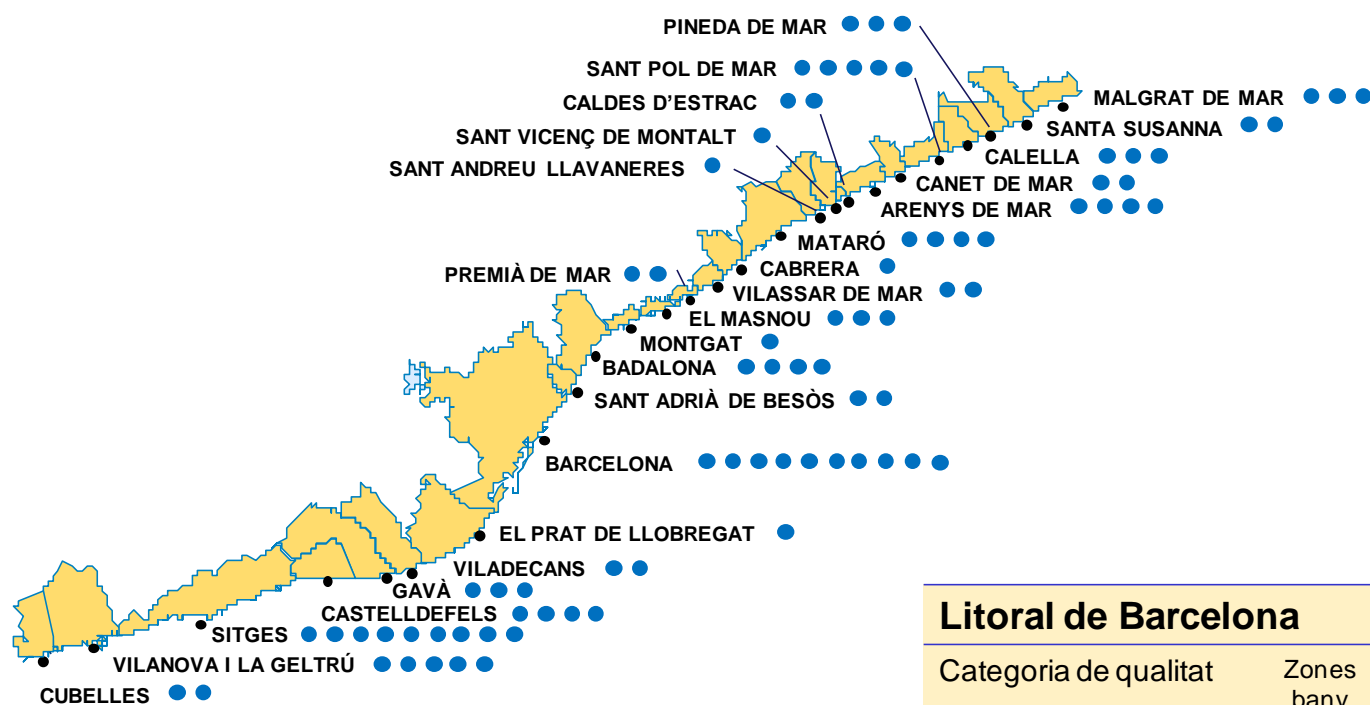 PINEDA DE MAR
SANT POL DE MAR
CALDES D'ESTRAC
SANT VICENÇ DE MONTALT
SANT ANDREU LLAVANERES
MALGRAT DE MAR
SANTA SUSANNA
CALELLA
CANET DE MAR
ARENYS DE MAR
MATARÓ
CABRERA
PREMIÀ DE MAR
VILASSAR DE MAR
EL MASNOU
MONTGAT
BADALONA
SANT ADRIÀ DE BESÒS
BARCELONA
EL PRAT DE LLOBREGAT
VILADECANS
GAVÀ
CASTELLDEFELS
SITGES
VILANOVA I LA GELTRÚ
CUBELLES
Litoral de Barcelona
Categoria de qualitat
Zones
bany